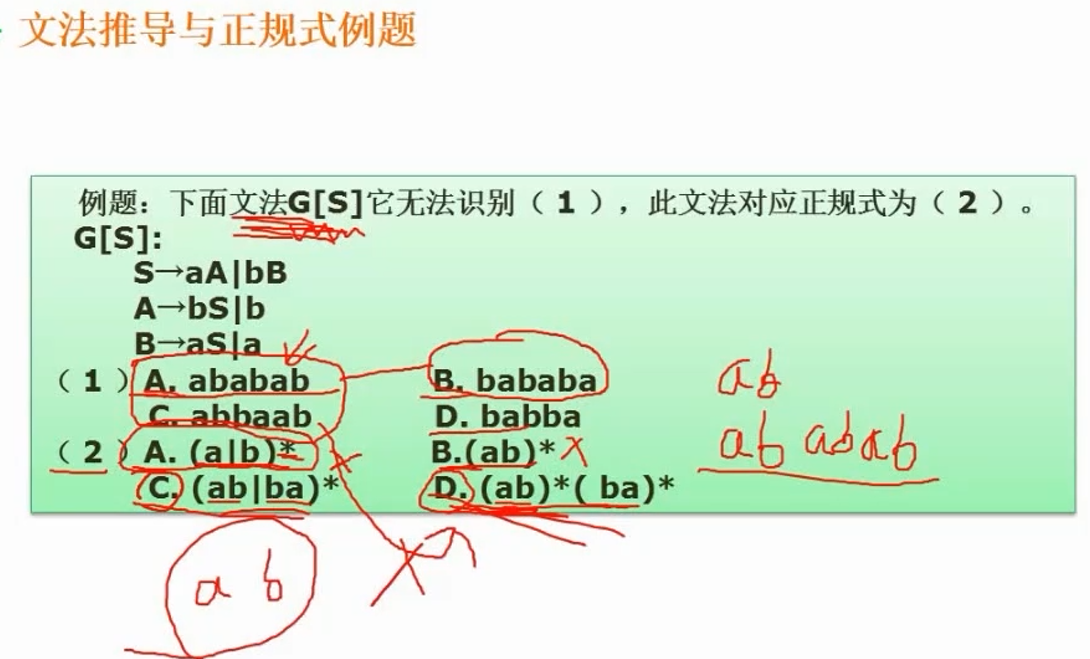 文法推导与正规式例题
例题：下面文法G[S]它无法识别（ 1 ），此文法对应正规式为（ 2 ）。
G[S]:
S→aA|bB
A→bS|b
B→aS|a
（ 1 ）A. ababab B. bababa
C. abbaab D. babba
（ 2 ）A. (a|b)* B.(ab)*
C. (ab|ba)* D. (ab)*( ba)*
ab
ab ab ab
a b